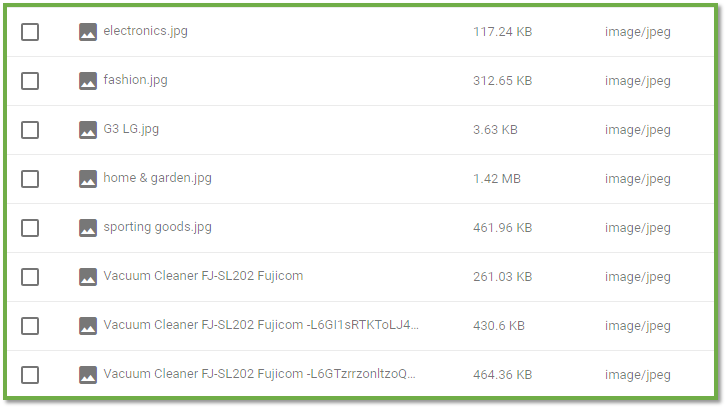 electronics.jpg 117.24 KB image/jpeg
fashion.jpg 312.65 KB image/jpeg
G3 LG.jpg 3.63 KB image/jpeg
home & garden.jpg 1.42 MB image/jpeg
sporting goods.jpg 461.96 KB image/jpeg
Vacuum Cleaner FJ-SL202 Fujicom 261.03 KB image/jpeg
Vacuum Cleaner FJ-SL202 Fujicom -L6GI1sRTKToLJ4... 430.6 KB image/jpeg
Vacuum Cleaner FJ-SL202 Fujicom -L6GTzrrzonltzoQ... 464.36 KB image/jpeg